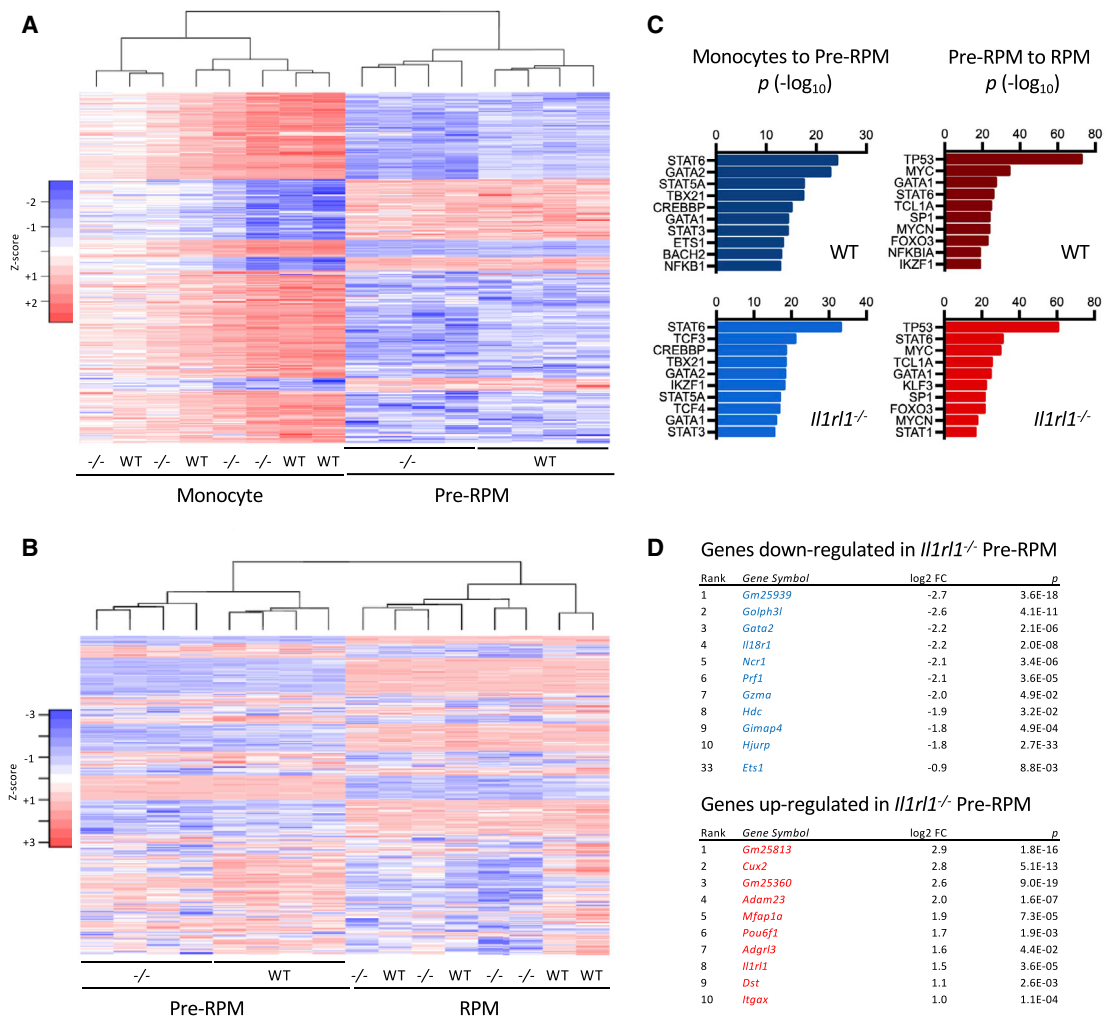 A
Z-score
-2
-1
+1
+2
-/- WT -/- WT -/- -/- WT WT -/- WT
Monocyte Pre-RPM
B
Z-score
-3
-1
+1
+3
-/- WT -/- WT -/- WT -/- -/- WT WT
Pre-RPM RPM
C
Monocytes to Pre-RPM
p (-log10)
0 10 20 30
STAT6
GATA2
STAT5A
TBX21
CREBBP
GATA1
STAT3
ETS1
BACH2
NFKB1
WT
Pre-RPM to RPM
p (-log10)
0 20 40 60 80
TP53
MYC
GATA1
STAT6
TCL1A
SP1
MYCN
FOXO3
NFKBIA
IKZF1
WT
0 10 20 30 40
STAT6
TCF3
CREBBP
TBX21
GATA2
IKZF1
STAT5A
TCF4
GATA1
STAT3
Il1rl1-/-
0 20 40 60 80
TP53
STAT6
MYC
TCL1A
GATA1
KLF3
SP1
FOXO3
MYCN
STAT1
Il1rl1-/-
D
Genes down-regulated in Il1rl1-/- Pre-RPM
Rank Gene Symbol log2 FC p
1 Gm25939 -2.7 3.6E-18
2 Golph3l -2.6 4.1E-11
3 Gata2 -2.2 2.1E-06
4 Il18r1 -2.2 2.0E-08
5 Ncr1 -2.1 3.4E-06
6 Prf1 -2.1 3.6E-05
7 Gzma -2.0 4.9E-02
8 Hdc -1.9 3.2E-02
9 Gimap4 -1.8 4.9E-04
10 Hjurp -1.8 2.7E-33
33 Ets1 -0.9 8.8E-03
Genes up-regulated in Il1rl1-/- Pre-RPM
Rank Gene Symbol log2 FC p
1 Gm25813 2.9 1.8E-16
2 Cux2 2.8 5.1E-13
3 Gm25360 2.6 9.0E-19
4 Adam23 2.0 1.6E-07
5 Mfap1a 1.9 7.3E-05
6 Pou6f1 1.7 1.9E-03
7 Adgrl3 1.6 4.4E-02
8 Il1rl1 1.5 3.6E-05
9 Dst 1.1 2.6E-03
10 Itgax 1.0 1.1E-04